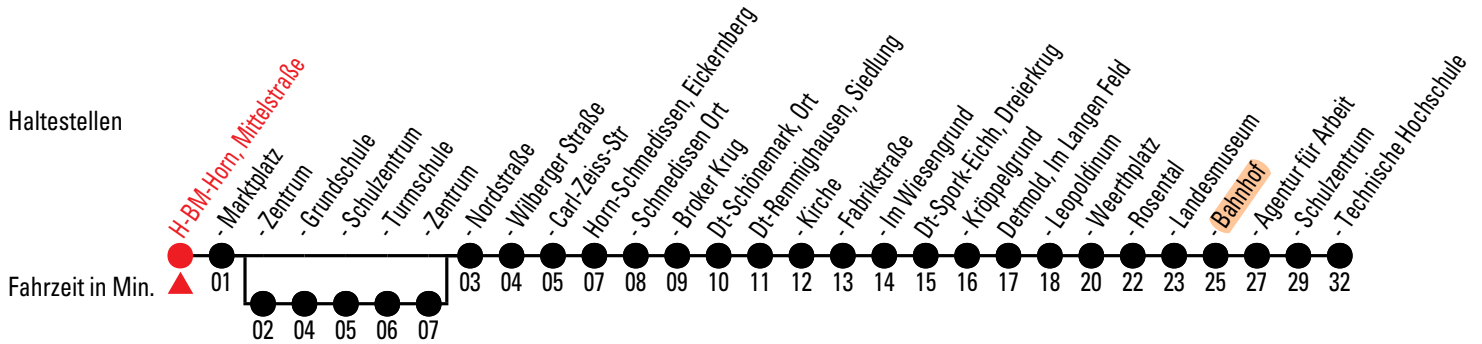 Haltestellen
H-BM-Horn, Mittelstraße
- Marktplatz
- Zentrum
- Grundschule
- Schulzentrum
- Turmschule
- Zentrum
- Nordstraße
- Wilberger Straße
- Carl-Zeiss-Str
Horn-Schmedissen, Eickernberg
- Schmedissen Ort
- Broker Krug
Dt-Schönemark, Ort
Dt-Remmighausen, Siedlung
- Kirche
- Fabrikstraße
- Im Wiesengrund
Dt-Spork-Eichh, Dreierkrug
- Kröppelgrund
Detmold, Im Langen Feld
- Leopoldinum
- Weerthplatz
- Rosental
- Landesmuseum
- Bahnhof
- Agentur für Arbeit
- Schulzentrum
- Technische Hochschule
Fahrzeit in Min.
01 03 04 05 07 08 09 10 11 12 13 14 15 16 17 18 20 22 23 25 27 29 32
02 04 05 06 07